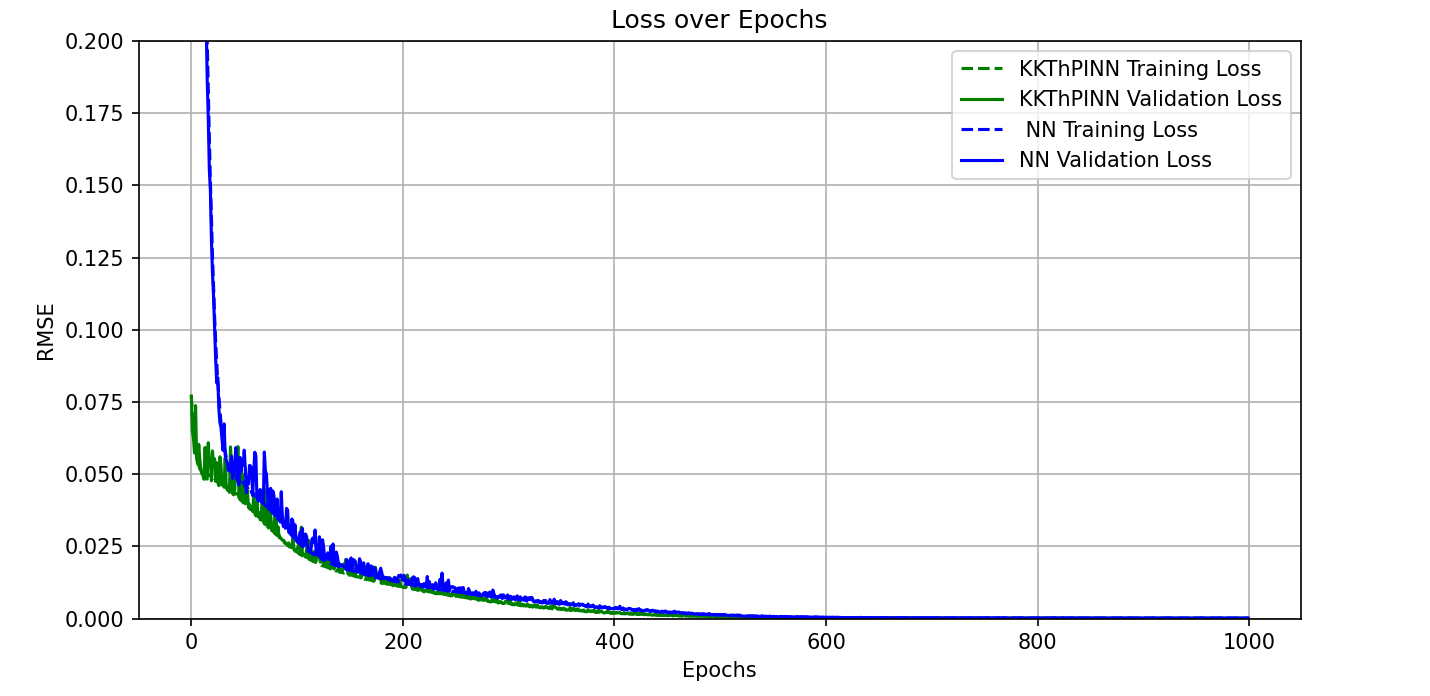 Loss over Epochs
0.200
0.175
0.150
0.125
0.100
0.075
0.050
0.025
0.000
RMSE
KKThPINN Training Loss
KKThPINN Validation Loss
NN Training Loss
NN Validation Loss
0 200 400 600 800 1000
Epochs